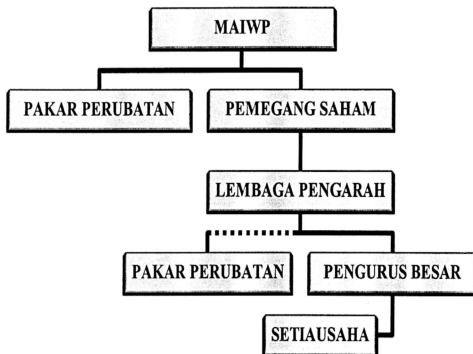 MAIWP
PAKAR PERUBATAN
PEMEGANG SAHAM
LEMBAGA PENGARAH
PAKAR PERUBATAN
PENGURUS BESAR
SETIAUSAHA